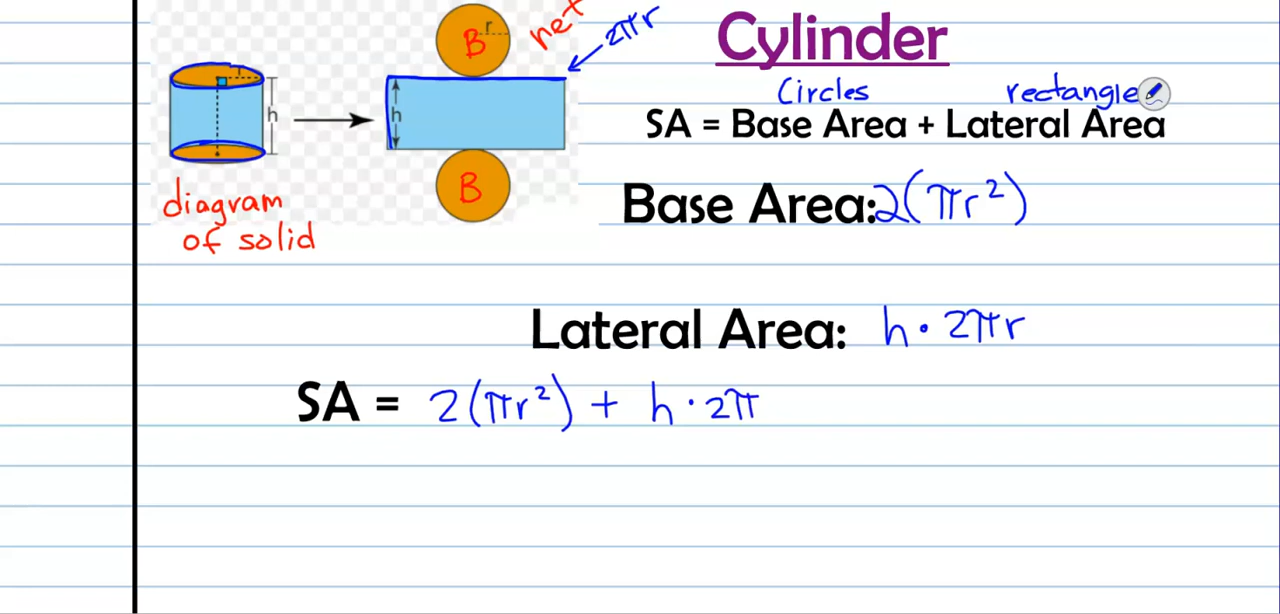 B
r
net
2πr
Cylinder
r
h
h
Circles
rectangle
SA = Base Area + Lateral Area
B
Base Area: 2(πr²)
diagram
of solid
Lateral Area: h · 2πr
SA = 2(πr²) + h · 2π